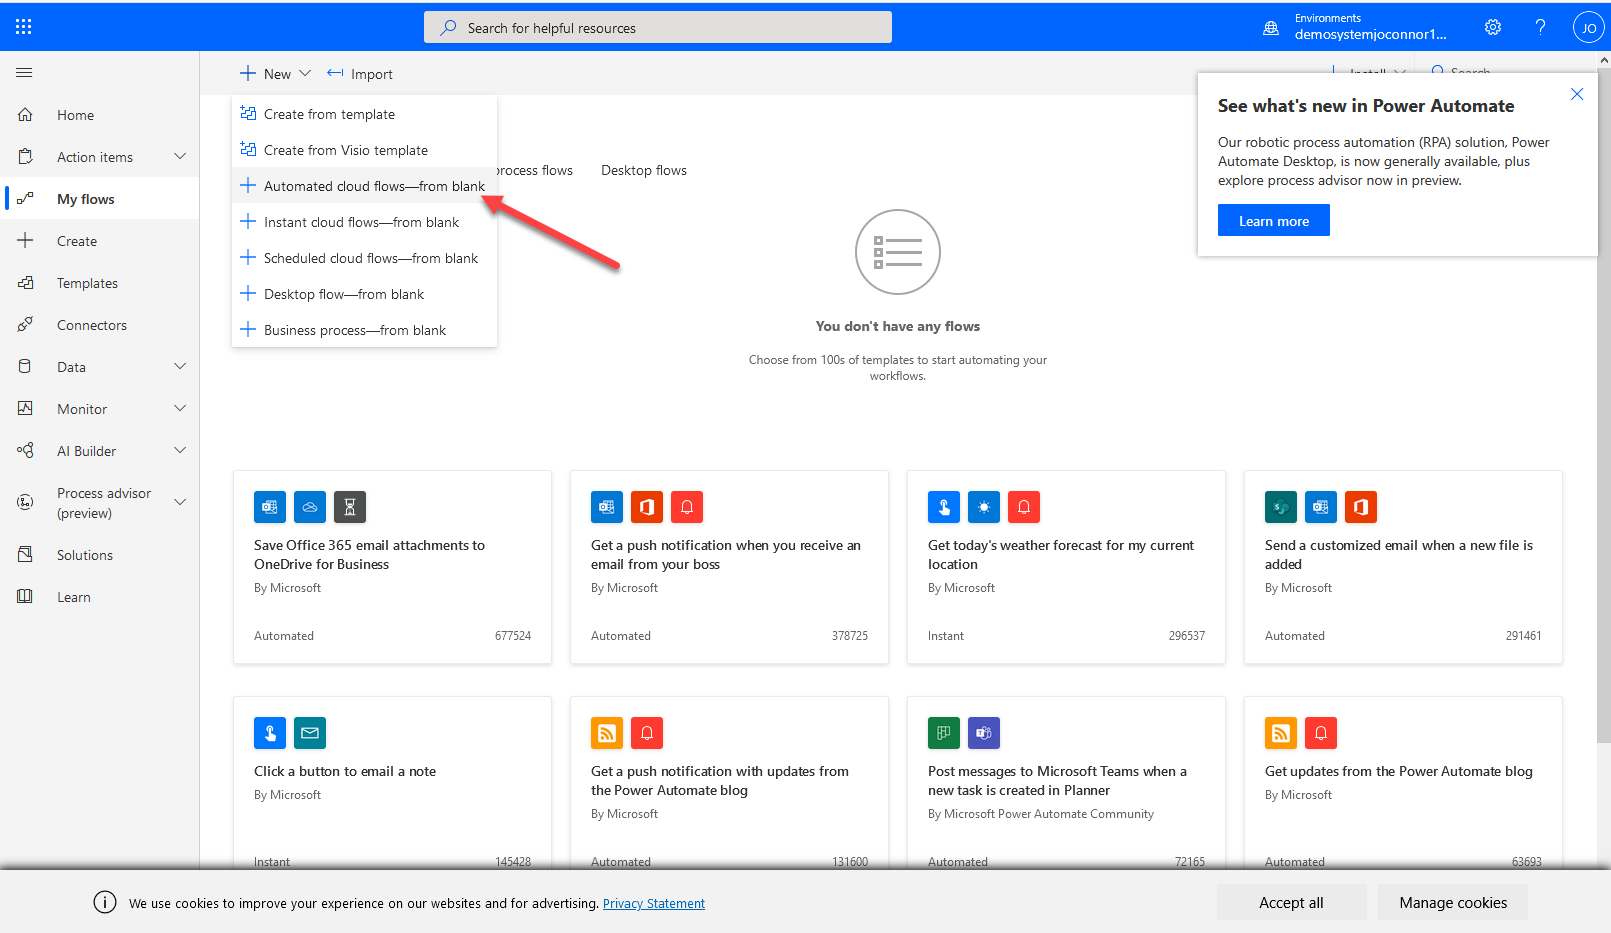 Search for helpful resources
Environments
demosystemjoconnor1...
?
JO
New
Import
Install
Search
Home
Action items
My flows
Create
Templates
Connectors
Data
Monitor
AI Builder
Process advisor
(preview)
Solutions
Learn
Create from template
Create from Visio template
Automated cloud flows—from blank
Instant cloud flows—from blank
Scheduled cloud flows—from blank
Desktop flow—from blank
Business process—from blank
process flows
Desktop flows
See what's new in Power Automate
Our robotic process automation (RPA) solution, Power
Automate Desktop, is now generally available, plus
explore process advisor now in preview.
Learn more
You don't have any flows
Choose from 100s of templates to start automating your
workflows.
Save Office 365 email attachments to
OneDrive for Business
By Microsoft
Automated 677524
Get a push notification when you receive an
email from your boss
By Microsoft
Automated 378725
Get today's weather forecast for my current
location
By Microsoft
Instant 296537
Send a customized email when a new file is
added
By Microsoft
Automated 291461
Click a button to email a note
By Microsoft
Instant 145428
Get a push notification with updates from
the Power Automate blog
By Microsoft
Automated 131600
Post messages to Microsoft Teams when a
new task is created in Planner
By Microsoft Power Automate Community
Automated 72165
Get updates from the Power Automate blog
By Microsoft
Automated 63693
We use cookies to improve your experience on our websites and for advertising. Privacy Statement
Accept all
Manage cookies